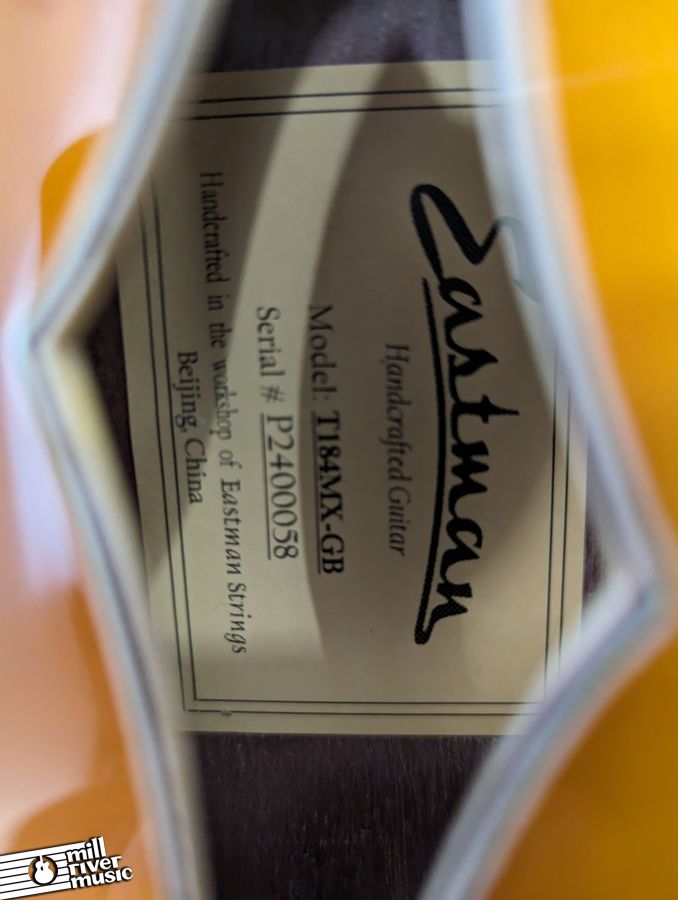 Eastman
Handcrafted Guitar
Model: T184MX-GB
Serial # P2400058
Handcrafted in the workshop of Eastman Strings
Beijing, China
mill
river
music